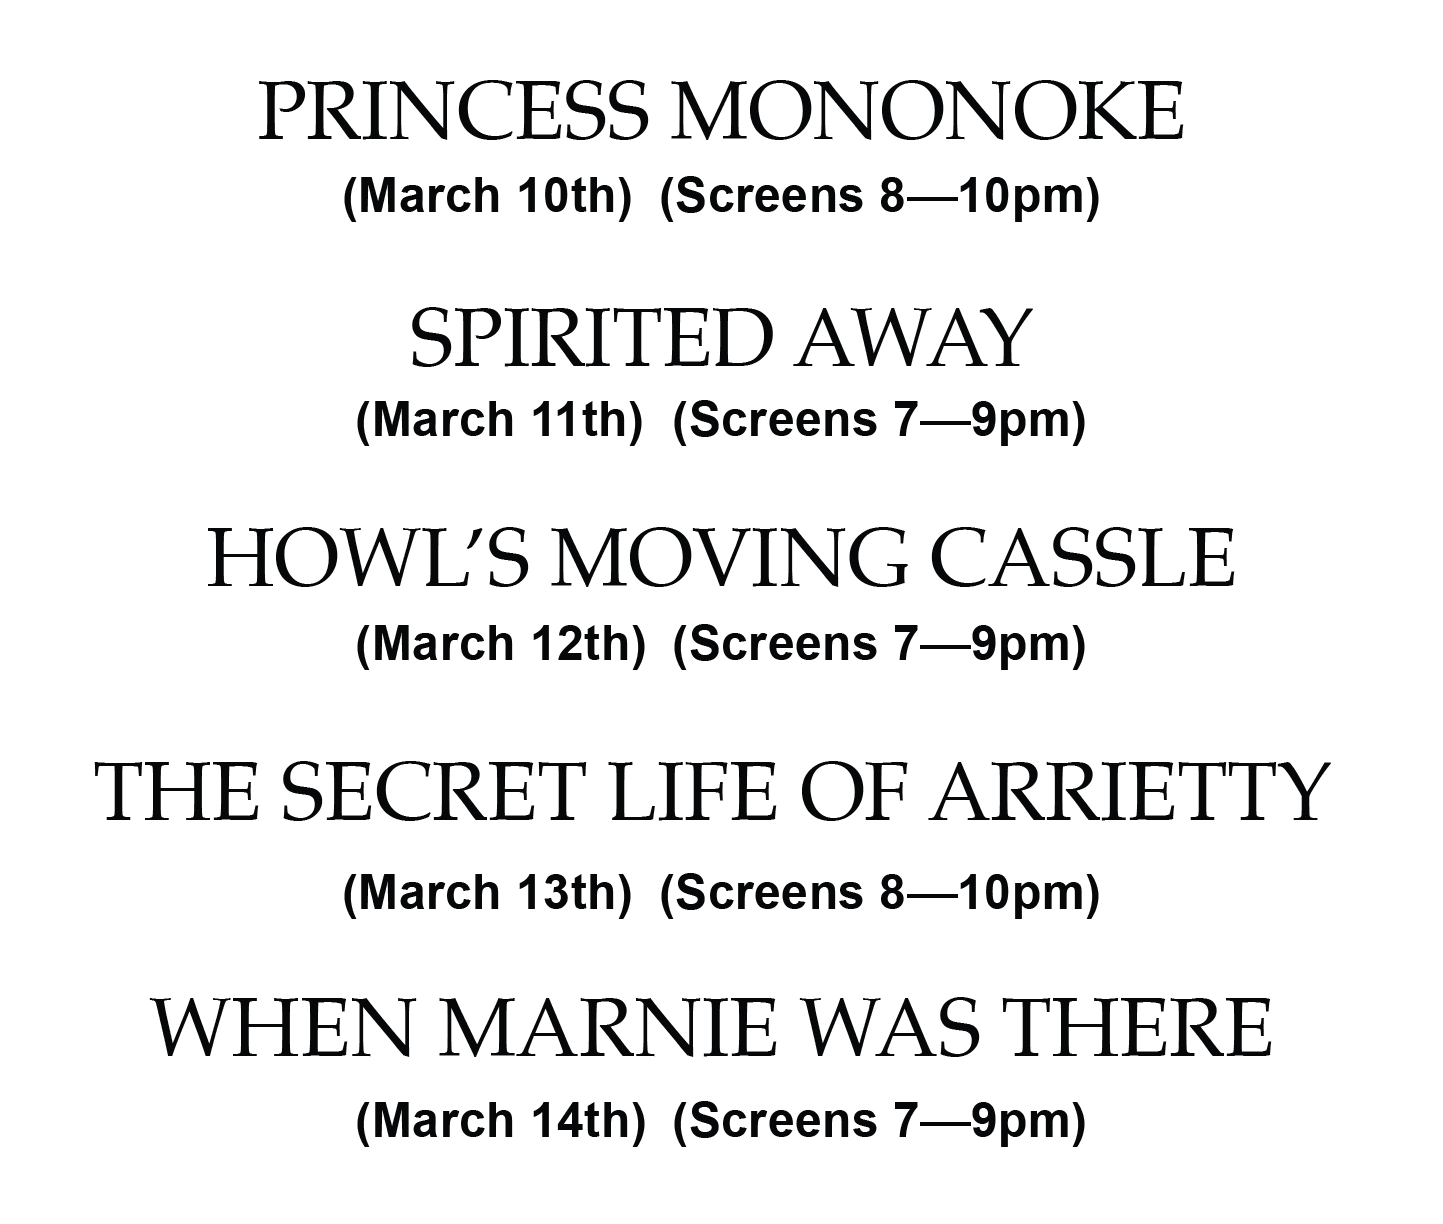 PRINCESS MONONOKE
(March 10th) (Screens 8—10pm)
SPIRITED AWAY
(March 11th) (Screens 7—9pm)
HOWL’S MOVING CASSLE
(March 12th) (Screens 7—9pm)
THE SECRET LIFE OF ARRIETTY
(March 13th) (Screens 8—10pm)
WHEN MARNIE WAS THERE
(March 14th) (Screens 7—9pm)